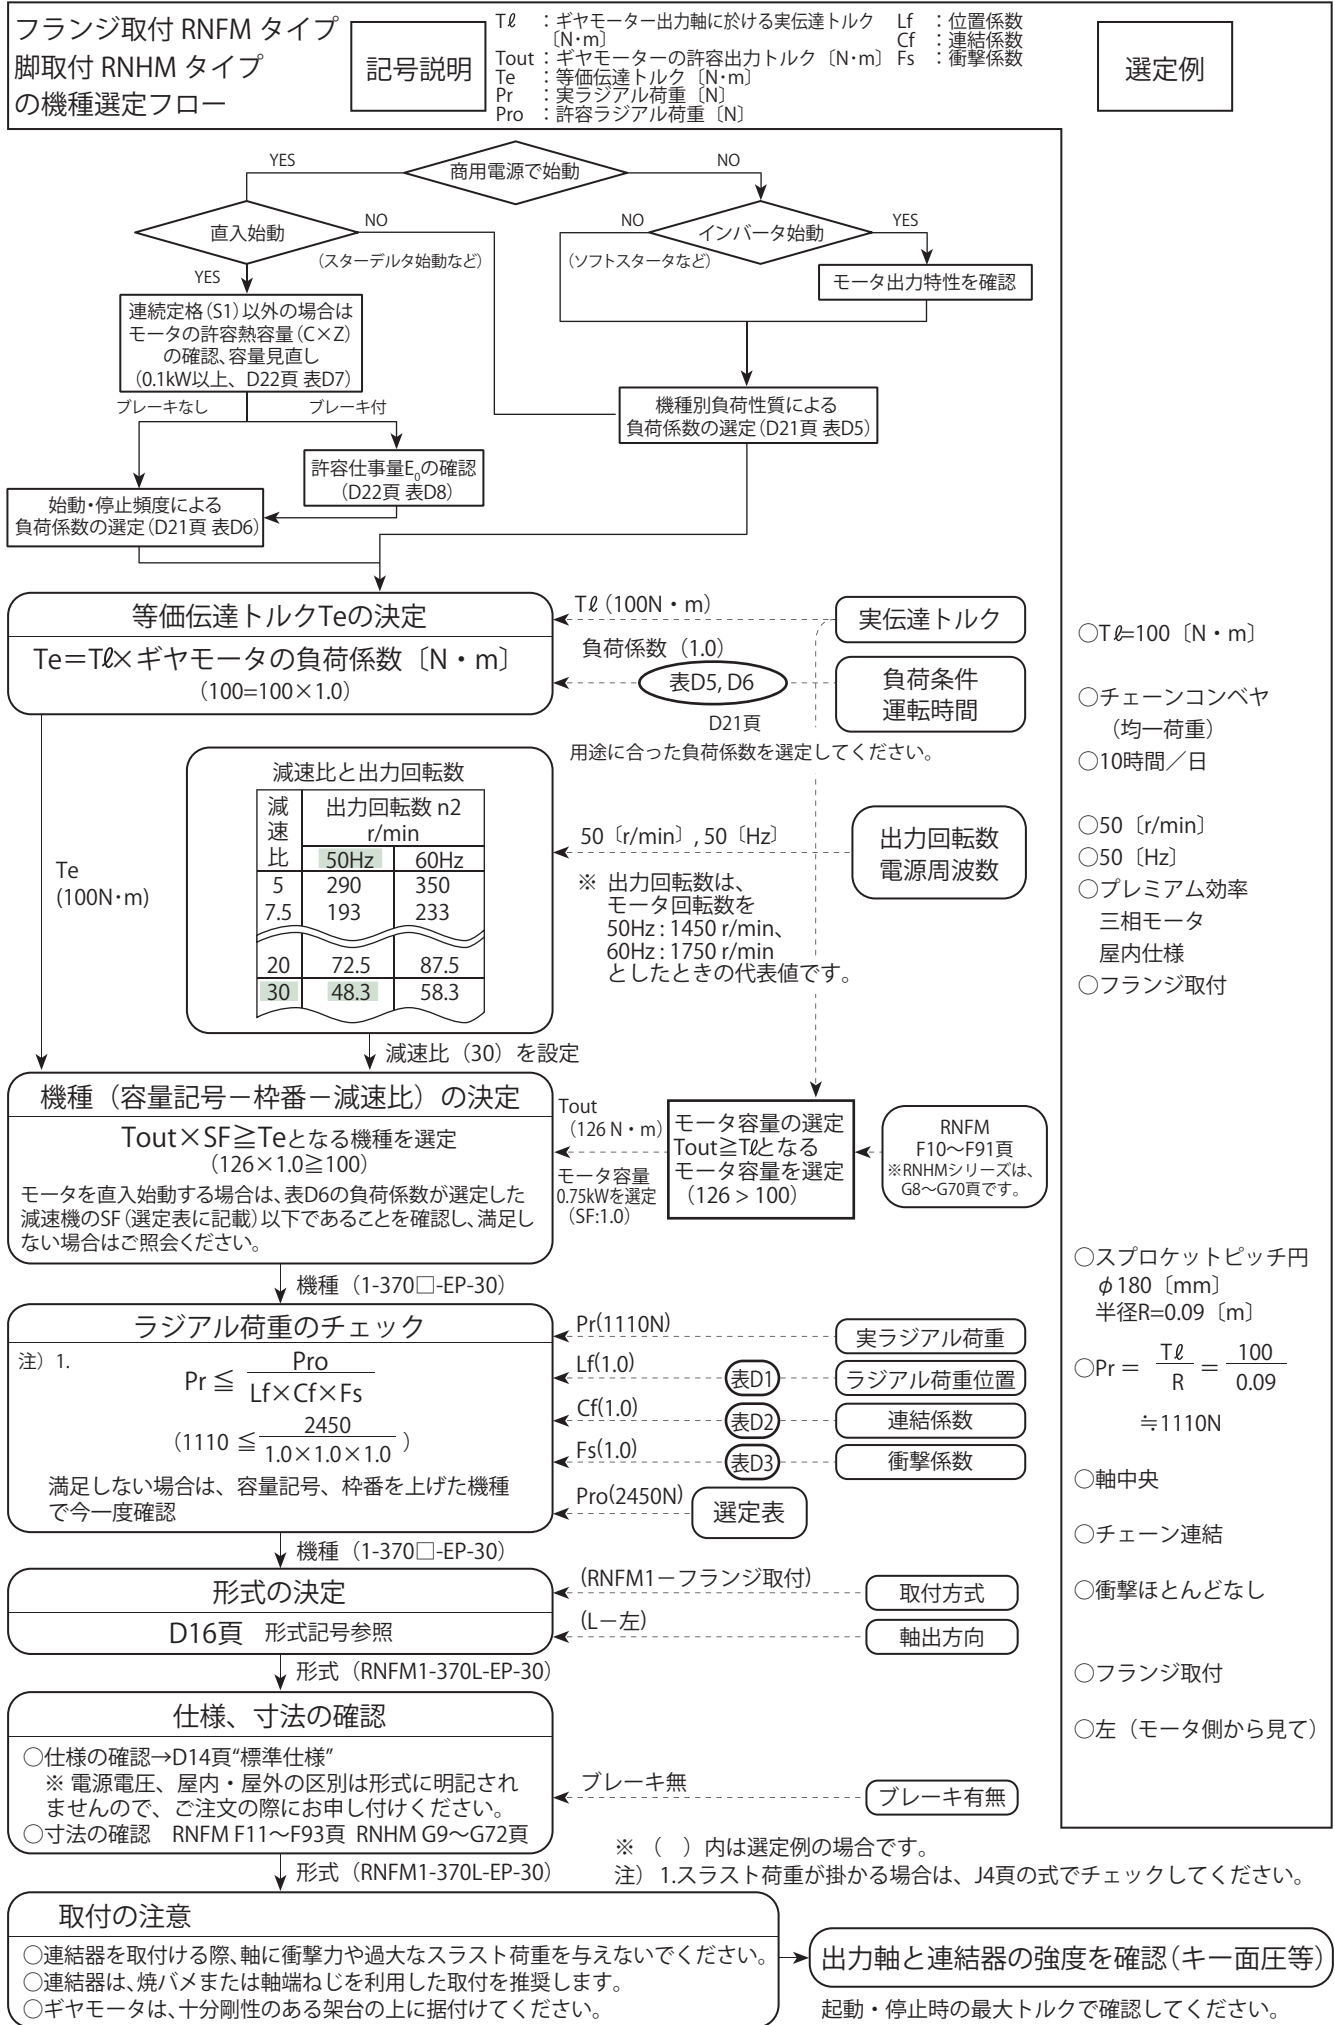 フランジ取付 RNFM タイプ
脚取付 RNHM タイプ
の機種選定フロー
記号説明
Tℓ ：ギヤモーター出力軸に於ける実伝達トルク
〔N・m〕
Tout：ギヤモーターの許容出力トルク〔N・m〕
Te ：等価伝達トルク〔N・m〕
Pr ：実ラジアル荷重〔N〕
Pro ：許容ラジアル荷重〔N〕
Lf ：位置係数
Cf ：連結係数
Fs ：衝撃係数
選定例
YES
商用電源で始動
NO
直入始動
NO
(スターデルタ始動など)
YES
NO
インバータ始動
YES
(ソフトスタータなど)
モータ出力特性を確認
連続定格(S1)以外の場合は
モータの許容熱容量(C×Z)
の確認、容量見直し
(0.1kW以上、D22頁 表D7)
ブレーキなし
ブレーキ付
機種別負荷性質による
負荷係数の選定(D21頁 表D5)
許容仕事量E₀の確認
(D22頁 表D8)
始動・停止頻度による
負荷係数の選定(D21頁 表D6)
等価伝達トルクTeの決定
Te＝Tℓ×ギヤモータの負荷係数〔N・m〕
(100=100×1.0)
Tℓ (100N・m)
実伝達トルク
負荷係数 (1.0)
表D5, D6
D21頁
負荷条件
運転時間
用途に合った負荷係数を選定してください。
○Tℓ=100〔N・m〕
○チェーンコンベヤ
（均一荷重）
○10時間／日
減速比と出力回転数
減速比
出力回転数 n2
r/min
50Hz 60Hz
5 290 350
7.5 193 233
20 72.5 87.5
30 48.3 58.3
50〔r/min〕, 50〔Hz〕
出力回転数
電源周波数
※ 出力回転数は、
モータ回転数を
50Hz : 1450 r/min、
60Hz : 1750 r/min
としたときの代表値です。
○50〔r/min〕
○50〔Hz〕
○プレミアム効率
三相モータ
屋内仕様
○フランジ取付
Te
(100N・m)
減速比（30）を設定
機種（容量記号－枠番－減速比）の決定
Tout×SF≧Teとなる機種を選定
(126×1.0≧100)
モータを直入始動する場合は、表D6の負荷係数が選定した
減速機のSF(選定表に記載)以下であることを確認し、満足し
ない場合はご照会ください。
Tout
（126 N・m）
モータ容量
0.75kWを選定
（SF:1.0）
モータ容量の選定
Tout≧Tℓとなる
モータ容量を選定
（126 > 100）
RNFM
F10～F91頁
※RNHMシリーズは、
G8～G70頁です。
機種（1-370□-EP-30）
ラジアル荷重のチェック
注）1.
Pr ≦ Pro
Lf×Cf×Fs
（1110 ≦ 2450
1.0×1.0×1.0 ）
満足しない場合は、容量記号、枠番を上げた機種
で今一度確認
Pr(1110N)
実ラジアル荷重
Lf(1.0)
表D1
ラジアル荷重位置
Cf(1.0)
表D2
連結係数
Fs(1.0)
表D3
衝撃係数
Pro(2450N)
選定表
○スプロケットピッチ円
φ180〔mm〕
半径R=0.09〔m〕
○Pr＝ Tℓ ＝ 100
R 0.09
≒1110N
○軸中央
○チェーン連結
○衝撃ほとんどなし
機種（1-370□-EP-30）
形式の決定
D16頁 形式記号参照
(RNFM1－フランジ取付)
取付方式
(L－左)
軸出方向
○フランジ取付
○左（モータ側から見て）
形式（RNFM1-370L-EP-30）
仕様、寸法の確認
○仕様の確認→D14頁“標準仕様”
※ 電源電圧、屋内・屋外の区別は形式に明記され
ませんので、ご注文の際にお申し付けください。
○寸法の確認 RNFM F11～F93頁 RNHM G9～G72頁
ブレーキ無
ブレーキ有無
※（ ）内は選定例の場合です。
注）1.スラスト荷重が掛かる場合は、J4頁の式でチェックしてください。
形式（RNFM1-370L-EP-30）
取付の注意
○連結器を取付ける際、軸に衝撃力や過大なスラスト荷重を与えないでください。
○連結器は、焼バメまたは軸端ねじを利用した取付を推奨します。
○ギヤモータは、十分剛性のある架台の上に据付けてください。
出力軸と連結器の強度を確認(キー面圧等)
起動・停止時の最大トルクで確認してください。